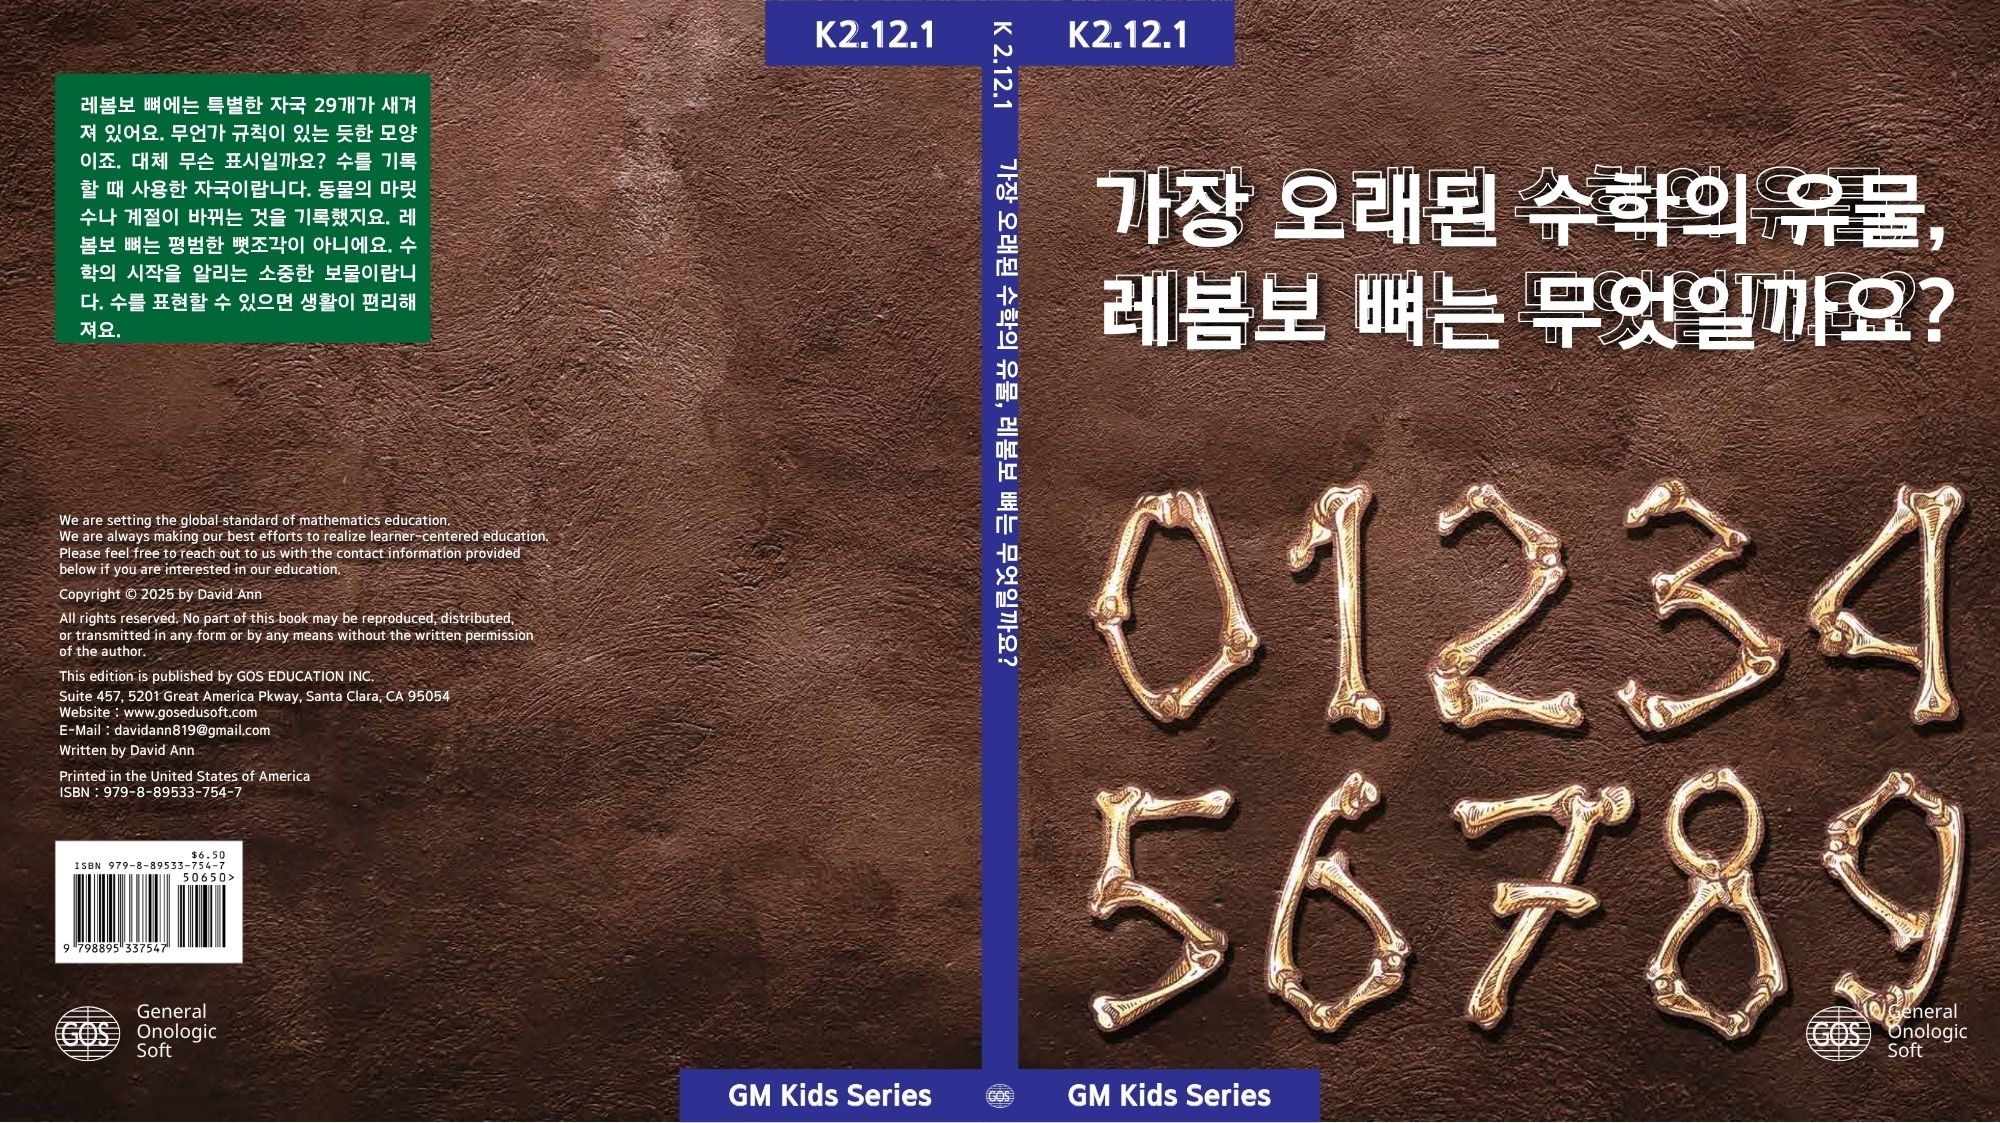 K2.12.1
K 2.12.1
K2.12.1
레봄보 뼈에는 특별한 자국 29개가 새겨
져 있어요. 무언가 규칙이 있는 듯한 모양
이죠. 대체 무슨 표시일까요? 수를 기록
할 때 사용한 자국이랍니다. 동물의 마릿
수나 계절이 바뀌는 것을 기록했지요. 레
봄보 뼈는 평범한 뼛조각이 아니에요. 수
학의 시작을 알리는 소중한 보물이랍니
다. 수를 표현할 수 있으면 생활이 편리해
져요.
We are setting the global standard of mathematics education.
We are always making our best efforts to realize learner-centered education.
Please feel free to reach out to us with the contact information provided
below if you are interested in our education.
Copyright © 2025 by David Ann
All rights reserved. No part of this book may be reproduced, distributed,
or transmitted in any form or by any means without the written permission
of the author.
This edition is published by GOS EDUCATION INC.
Suite 457, 5201 Great America Pkway, Santa Clara, CA 95054
Website : www.gosedusoft.com
E-Mail : davidann819@gmail.com
Written by David Ann
Printed in the United States of America
ISBN : 979-8-89533-754-7
$6.50
ISBN 979-8-89533-754-7
50650>
9 798895 337547
GOS
General
Onologic
Soft
GM Kids Series
가장 오래된 수학의 유물, 레봄보 뼈는 무엇일까요?
GOS
가장 오래된 수학의 유물,
레봄보 뼈는 무엇일까요?
0 1 2 3 4
5 6 7 8 9
GOS
General
Onologic
Soft
GM Kids Series